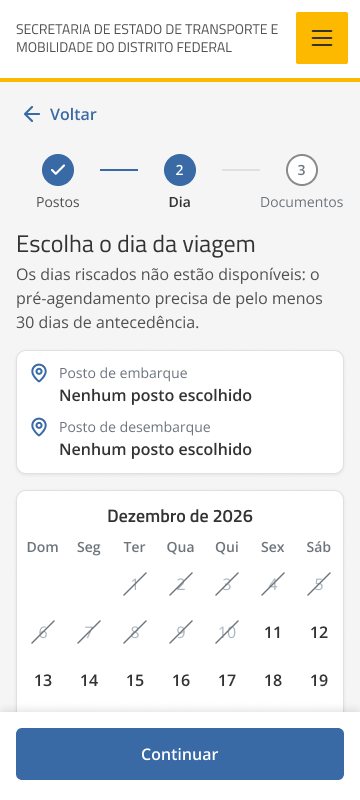 SECRETARIA DE ESTADO DE TRANSPORTE E
MOBILIDADE DO DISTRITO FEDERAL
Voltar
2
3
Postos
Dia
Documentos
Escolha o dia da viagem
Os dias riscados não estão disponíveis: o
pré-agendamento precisa de pelo menos
30 dias de antecedência.
Posto de embarque
Nenhum posto escolhido
Posto de desembarque
Nenhum posto escolhido
Dezembro de 2026
Dom Seg Ter Qua Qui Sex Sáb
1 2 3 4 5
6 7 8 9 10 11 12
13 14 15 16 17 18 19
Continuar